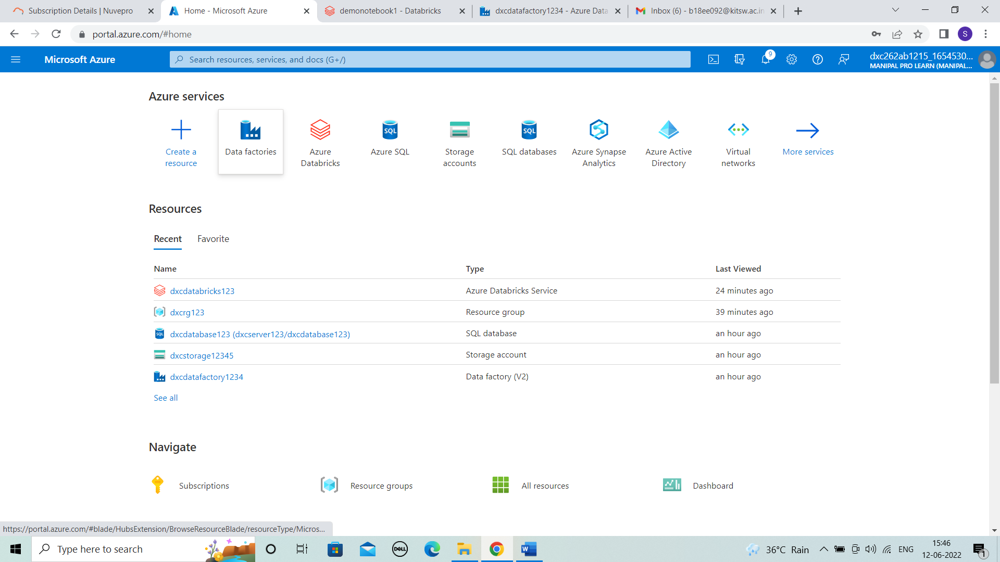 Subscription Details | Nuvepro
Home - Microsoft Azure
demonotebook1 - Databricks
dxcdatafactory1234 - Azure Data
Inbox (6) - b18ee092@kitsw.ac.in
portal.azure.com/#home
S
Microsoft Azure
Search resources, services, and docs (G+/)
9
dxc262ab1215_1654530...
MANIPAL PRO LEARN (MANIPAL...
Azure services
Create a resource
Data factories
Azure Databricks
Azure SQL
Storage accounts
SQL databases
Azure Synapse Analytics
Azure Active Directory
Virtual networks
More services
Resources
Recent
Favorite
Name Type Last Viewed
dxcdatabricks123 Azure Databricks Service 24 minutes ago
dxcrg123 Resource group 39 minutes ago
dxcdatabase123 (dxcserver123/dxcdatabase123) SQL database an hour ago
dxcstorage12345 Storage account an hour ago
dxcdatafactory1234 Data factory (V2) an hour ago
See all
Navigate
Subscriptions
Resource groups
All resources
Dashboard
https://portal.azure.com/#blade/HubsExtension/BrowseResourceBlade/resourceType/Micros...
Type here to search
DELL
36°C Rain
ENG
15:46
12-06-2022
1